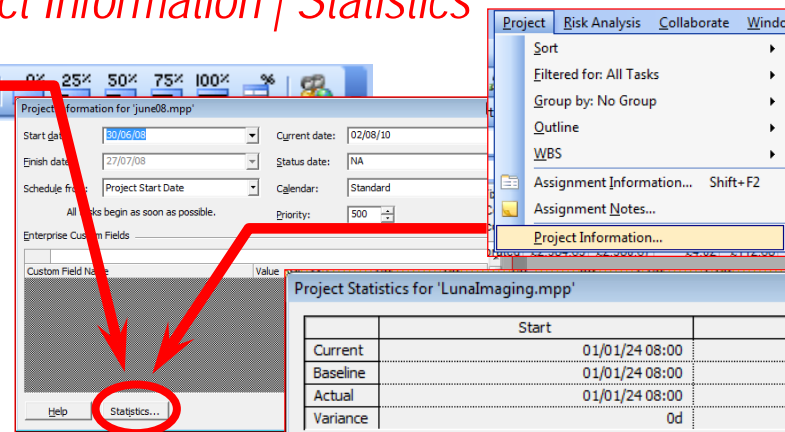 ct Information | Statistics
Project Risk Analysis Collaborate Windo
Sort
Filtered for: All Tasks
Group by: No Group
Outline
WBS
Assignment Information... Shift+F2
Assignment Notes...
Project Information...
0% 25% 50% 75% 100%
Project Information for 'june08.mpp'
Start dat 30/06/08 Current date: 02/08/10
Finish date 27/07/08 Status date: NA
Schedule from: Project Start Date Calendar: Standard
All Tasks begin as soon as possible. Priority: 500
Enterprise Custom Fields
Custom Field Name Value
Help Statistics...
Project Statistics for 'LunaImaging.mpp'
Start
Current 01/01/24 08:00
Baseline 01/01/24 08:00
Actual 01/01/24 08:00
Variance 0d